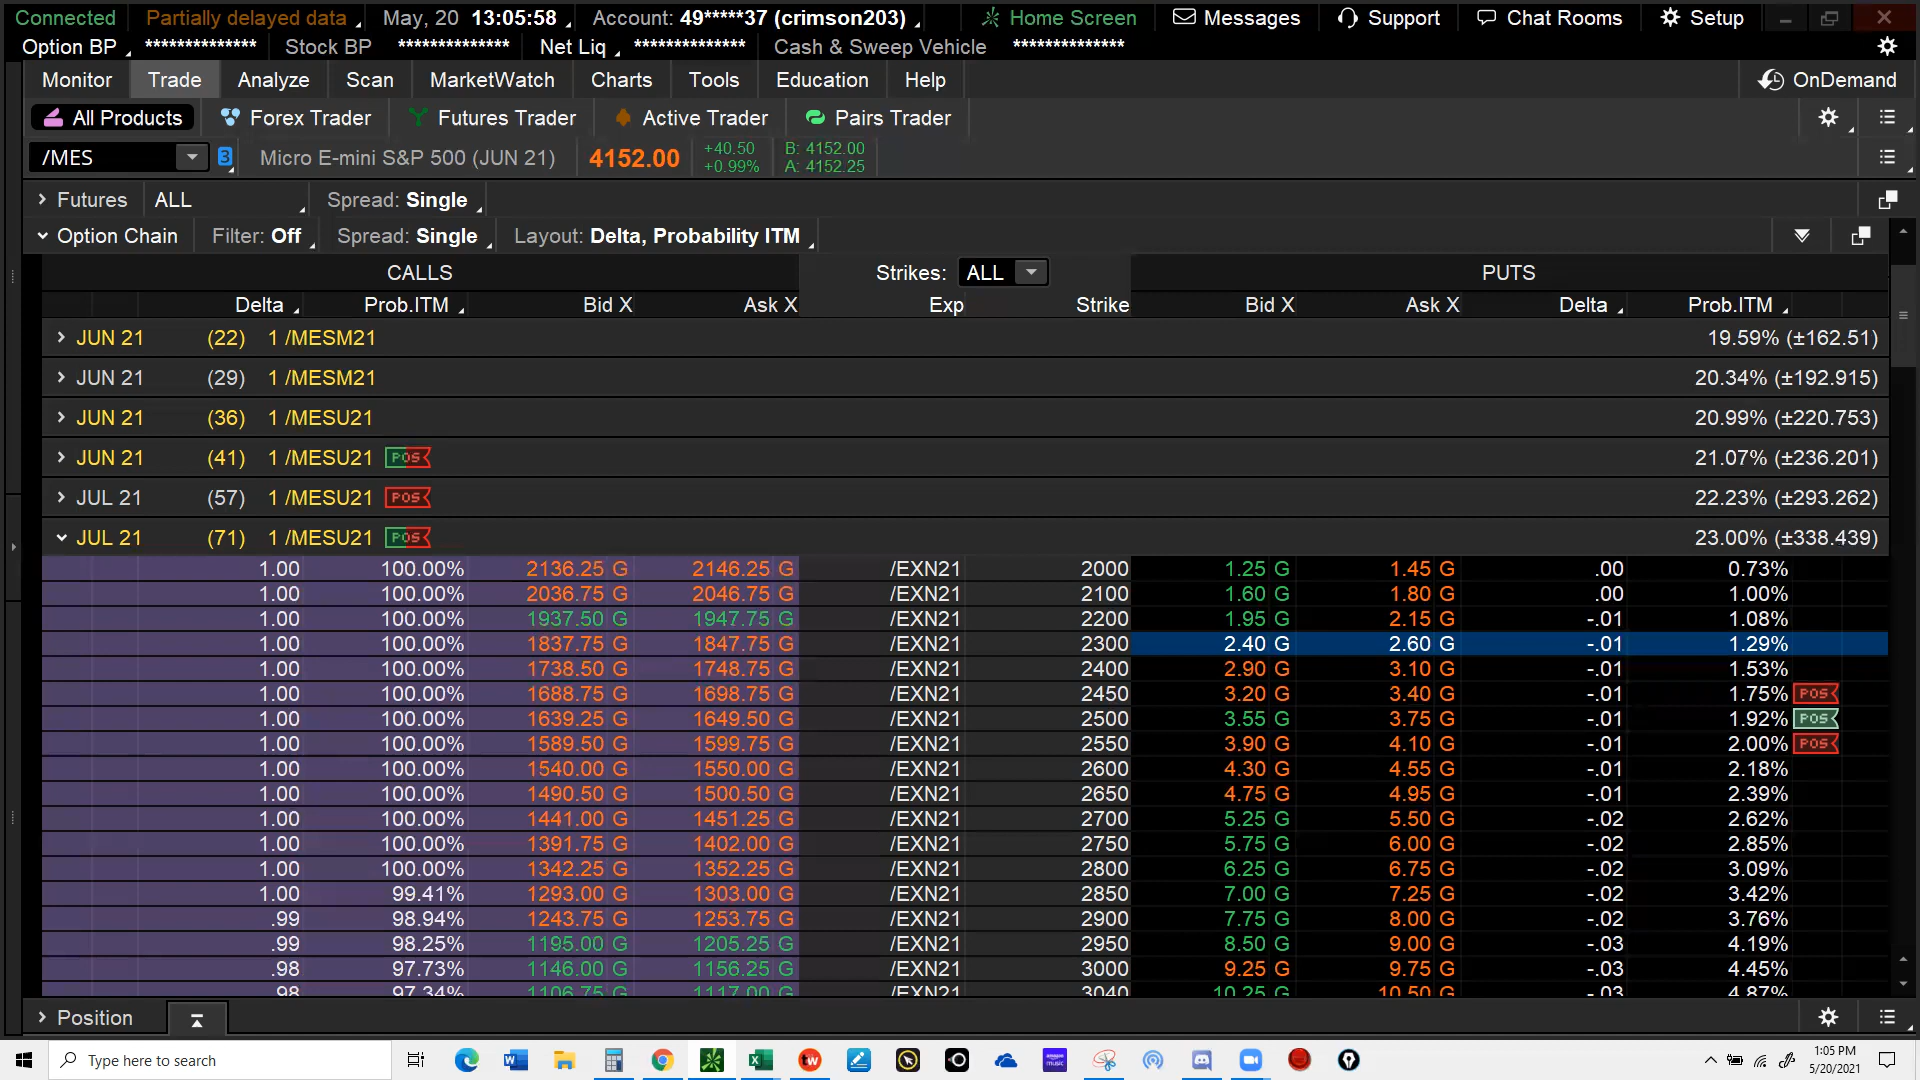 Connected Partially delayed data May, 20 13:05:58 Account: 49*****37 (crimson203) Home Screen Messages Support Chat Rooms Setup
Option BP ************** Stock BP ************** Net Liq ************** Cash & Sweep Vehicle **************
Monitor Trade Analyze Scan MarketWatch Charts Tools Education Help OnDemand
All Products Forex Trader Futures Trader Active Trader Pairs Trader
/MES 3 Micro E-mini S&P 500 (JUN 21) 4152.00 +40.50 +0.99% B: 4152.00 A: 4152.25
Futures ALL Spread: Single
Option Chain Filter: Off Spread: Single Layout: Delta, Probability ITM
CALLS Strikes: ALL PUTS
Delta Prob.ITM Bid X Ask X Exp Strike Bid X Ask X Delta Prob.ITM
JUN 21 (22) 1 /MESM21 19.59% (±162.51)
JUN 21 (29) 1 /MESM21 20.34% (±192.915)
JUN 21 (36) 1 /MESU21 20.99% (±220.753)
JUN 21 (41) 1 /MESU21 POS 21.07% (±236.201)
JUL 21 (57) 1 /MESU21 POS 22.23% (±293.262)
JUL 21 (71) 1 /MESU21 POS 23.00% (±338.439)
1.00 100.00% 2136.25 G 2146.25 G /EXN21 2000 1.25 G 1.45 G .00 0.73%
1.00 100.00% 2036.75 G 2046.75 G /EXN21 2100 1.60 G 1.80 G .00 1.00%
1.00 100.00% 1937.50 G 1947.75 G /EXN21 2200 1.95 G 2.15 G -.01 1.08%
1.00 100.00% 1837.75 G 1847.75 G /EXN21 2300 2.40 G 2.60 G -.01 1.29%
1.00 100.00% 1738.50 G 1748.75 G /EXN21 2400 2.90 G 3.10 G -.01 1.53%
1.00 100.00% 1688.75 G 1698.75 G /EXN21 2450 3.20 G 3.40 G -.01 1.75% POS
1.00 100.00% 1639.25 G 1649.50 G /EXN21 2500 3.55 G 3.75 G -.01 1.92% POS
1.00 100.00% 1589.50 G 1599.75 G /EXN21 2550 3.90 G 4.10 G -.01 2.00% POS
1.00 100.00% 1540.00 G 1550.00 G /EXN21 2600 4.30 G 4.55 G -.01 2.18%
1.00 100.00% 1490.50 G 1500.50 G /EXN21 2650 4.75 G 4.95 G -.01 2.39%
1.00 100.00% 1441.00 G 1451.25 G /EXN21 2700 5.25 G 5.50 G -.02 2.62%
1.00 100.00% 1391.75 G 1402.00 G /EXN21 2750 5.75 G 6.00 G -.02 2.85%
1.00 100.00% 1342.25 G 1352.25 G /EXN21 2800 6.25 G 6.75 G -.02 3.09%
1.00 99.41% 1293.00 G 1303.00 G /EXN21 2850 7.00 G 7.25 G -.02 3.42%
.99 98.94% 1243.75 G 1253.75 G /EXN21 2900 7.75 G 8.00 G -.02 3.76%
.99 98.25% 1195.00 G 1205.25 G /EXN21 2950 8.50 G 9.00 G -.03 4.19%
.98 97.73% 1146.00 G 1156.25 G /EXN21 3000 9.25 G 9.75 G -.03 4.45%
.98 97.34% 1106.75 G 1117.00 G /EXN21 3040 10.25 G 10.50 G -.03 4.87%
Position
Type here to search tw 1:05 PM
5/20/2021